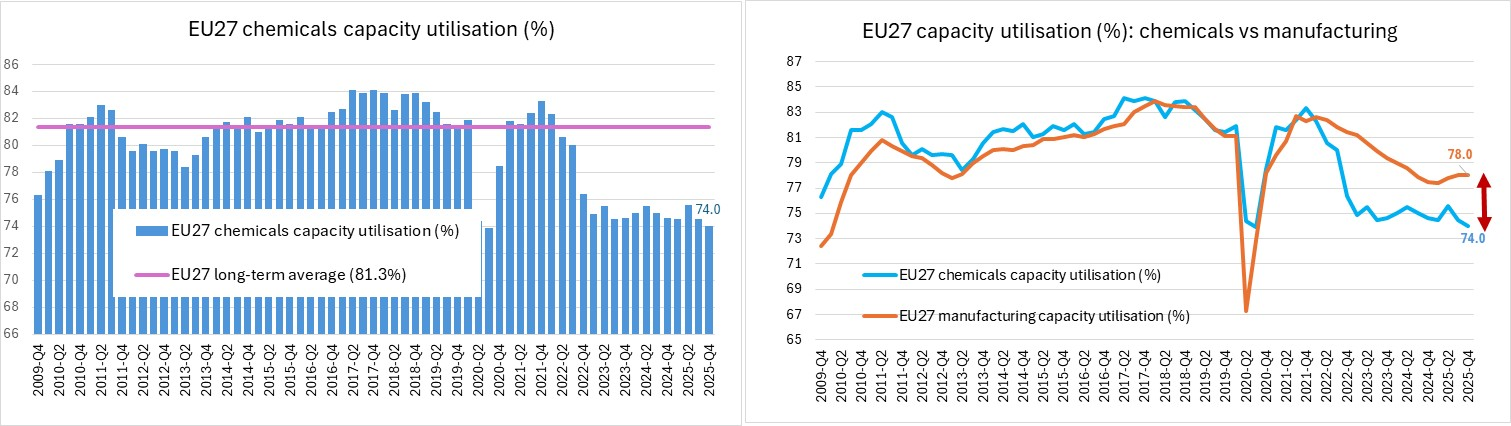 EU27 chemicals capacity utilisation (%)
86
84
82
80
78
76
74
72
70
68
66
74.0
EU27 chemicals capacity utilisation (%)
EU27 long-term average (81.3%)
2009-Q4
2010-Q2
2010-Q4
2011-Q2
2011-Q4
2012-Q2
2012-Q4
2013-Q2
2013-Q4
2014-Q2
2014-Q4
2015-Q2
2015-Q4
2016-Q2
2016-Q4
2017-Q2
2017-Q4
2018-Q2
2018-Q4
2019-Q2
2019-Q4
2020-Q2
2020-Q4
2021-Q2
2021-Q4
2022-Q2
2022-Q4
2023-Q2
2023-Q4
2024-Q2
2024-Q4
2025-Q2
2025-Q4
EU27 capacity utilisation (%): chemicals vs manufacturing
87
85
83
81
79
77
75
73
71
69
67
65
78.0
74.0
EU27 chemicals capacity utilisation (%)
EU27 manufacturing capacity utilisation (%)
2009-Q4
2010-Q2
2010-Q4
2011-Q2
2011-Q4
2012-Q2
2012-Q4
2013-Q2
2013-Q4
2014-Q2
2014-Q4
2015-Q2
2015-Q4
2016-Q2
2016-Q4
2017-Q2
2017-Q4
2018-Q2
2018-Q4
2019-Q2
2019-Q4
2020-Q2
2020-Q4
2021-Q2
2021-Q4
2022-Q2
2022-Q4
2023-Q2
2023-Q4
2024-Q2
2024-Q4
2025-Q2
2025-Q4